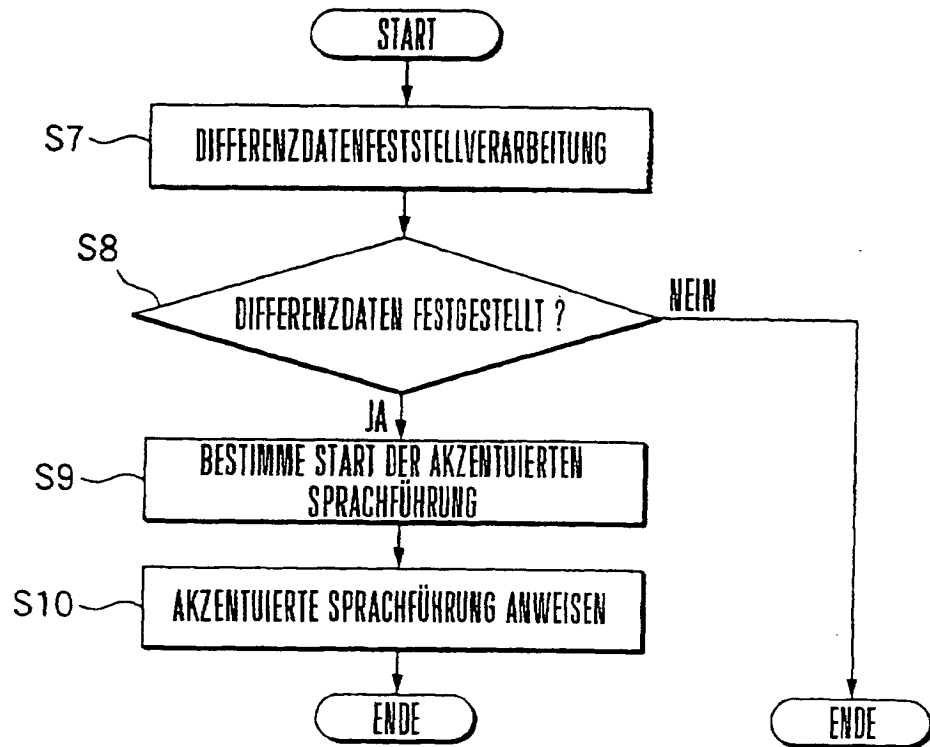 START
S7
DIFFERENZDATENFESTSTELLVERARBEITUNG
S8
DIFFERENZDATEN FESTGESTELLT ?
NEIN
JA
S9
BESTIMME START DER AKZENTUIERTEN
SPRACHFÜHRUNG
S10
AKZENTUIERTE SPRACHFÜHRUNG ANWEISEN
ENDE
ENDE